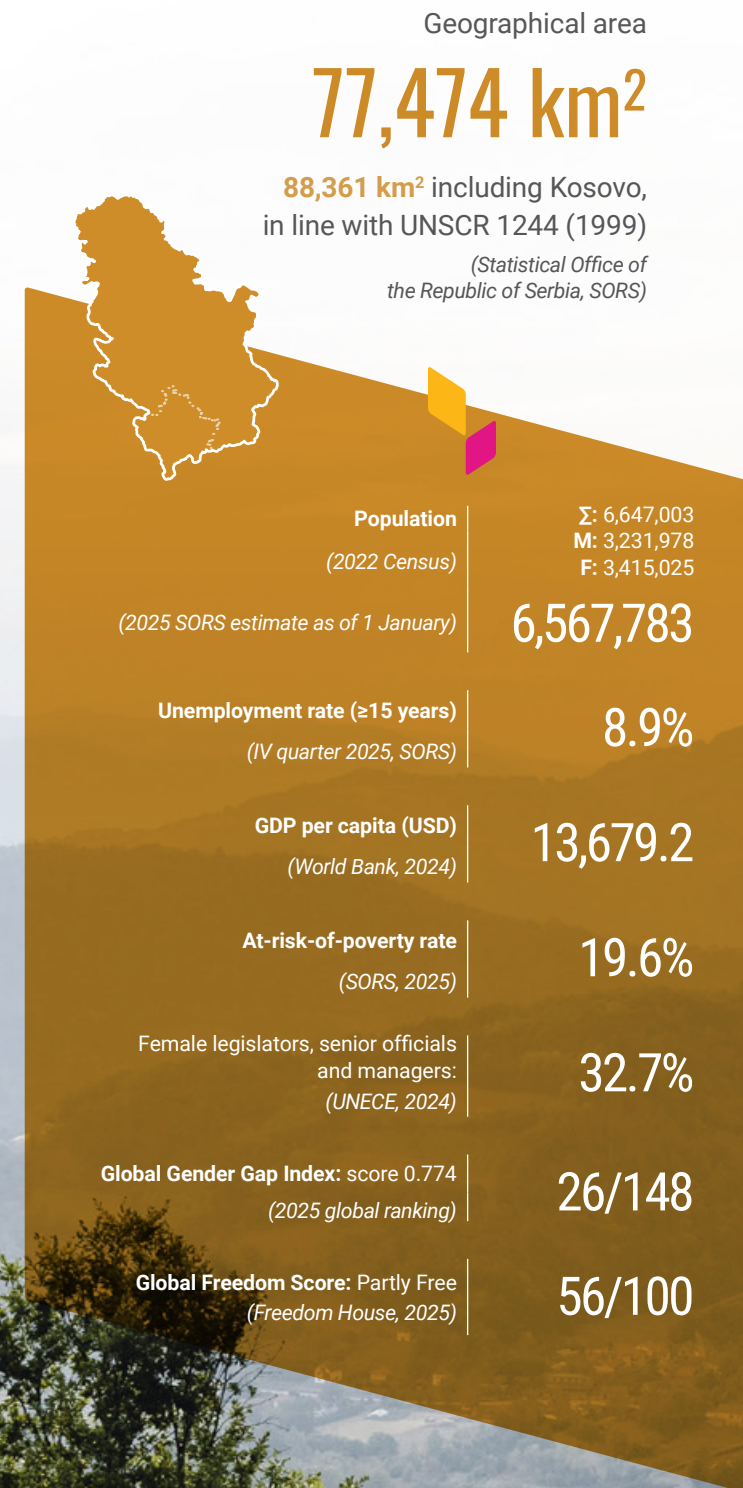 Geographical area
77,474 km²
88,361 km² including Kosovo,
in line with UNSCR 1244 (1999)
(Statistical Office of
the Republic of Serbia, SORS)
Population
(2022 Census)
∑: 6,647,003
M: 3,231,978
F: 3,415,025
(2025 SORS estimate as of 1 January)
6,567,783
Unemployment rate (≥15 years)
(IV quarter 2025, SORS)
8.9%
GDP per capita (USD)
(World Bank, 2024)
13,679.2
At-risk-of-poverty rate
(SORS, 2025)
19.6%
Female legislators, senior officials
and managers:
(UNECE, 2024)
32.7%
Global Gender Gap Index: score 0.774
(2025 global ranking)
26/148
Global Freedom Score: Partly Free
(Freedom House, 2025)
56/100